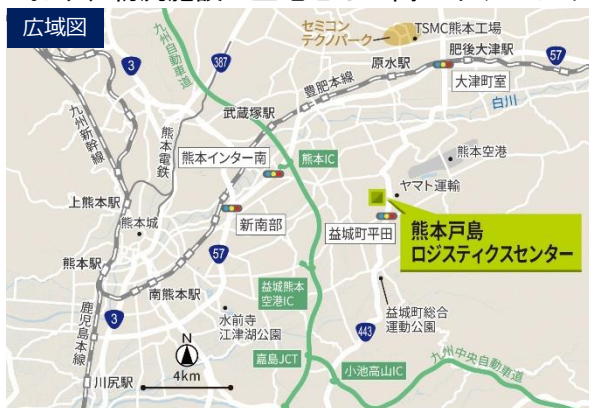 広域図
セミコン
テクノパーク
TSMC熊本工場
肥後大津駅
原水駅
57
大津町室
白川
3
九州自動車道
387
豊肥本線
武蔵塚駅
九州新幹線
熊本電鉄
熊本インター南
熊本IC
熊本空港
上熊本駅
熊本城
新南部
ヤマト運輸
益城町平田
熊本戸島
ロジスティクスセンター
熊本駅
57
南熊本駅
益城熊本
空港IC
鹿児島本線
3
水前寺
江津湖公園
益城町総合
運動公園
443
N
4km
嘉島JCT
小池高山IC
九州中央自動車道
川尻駅